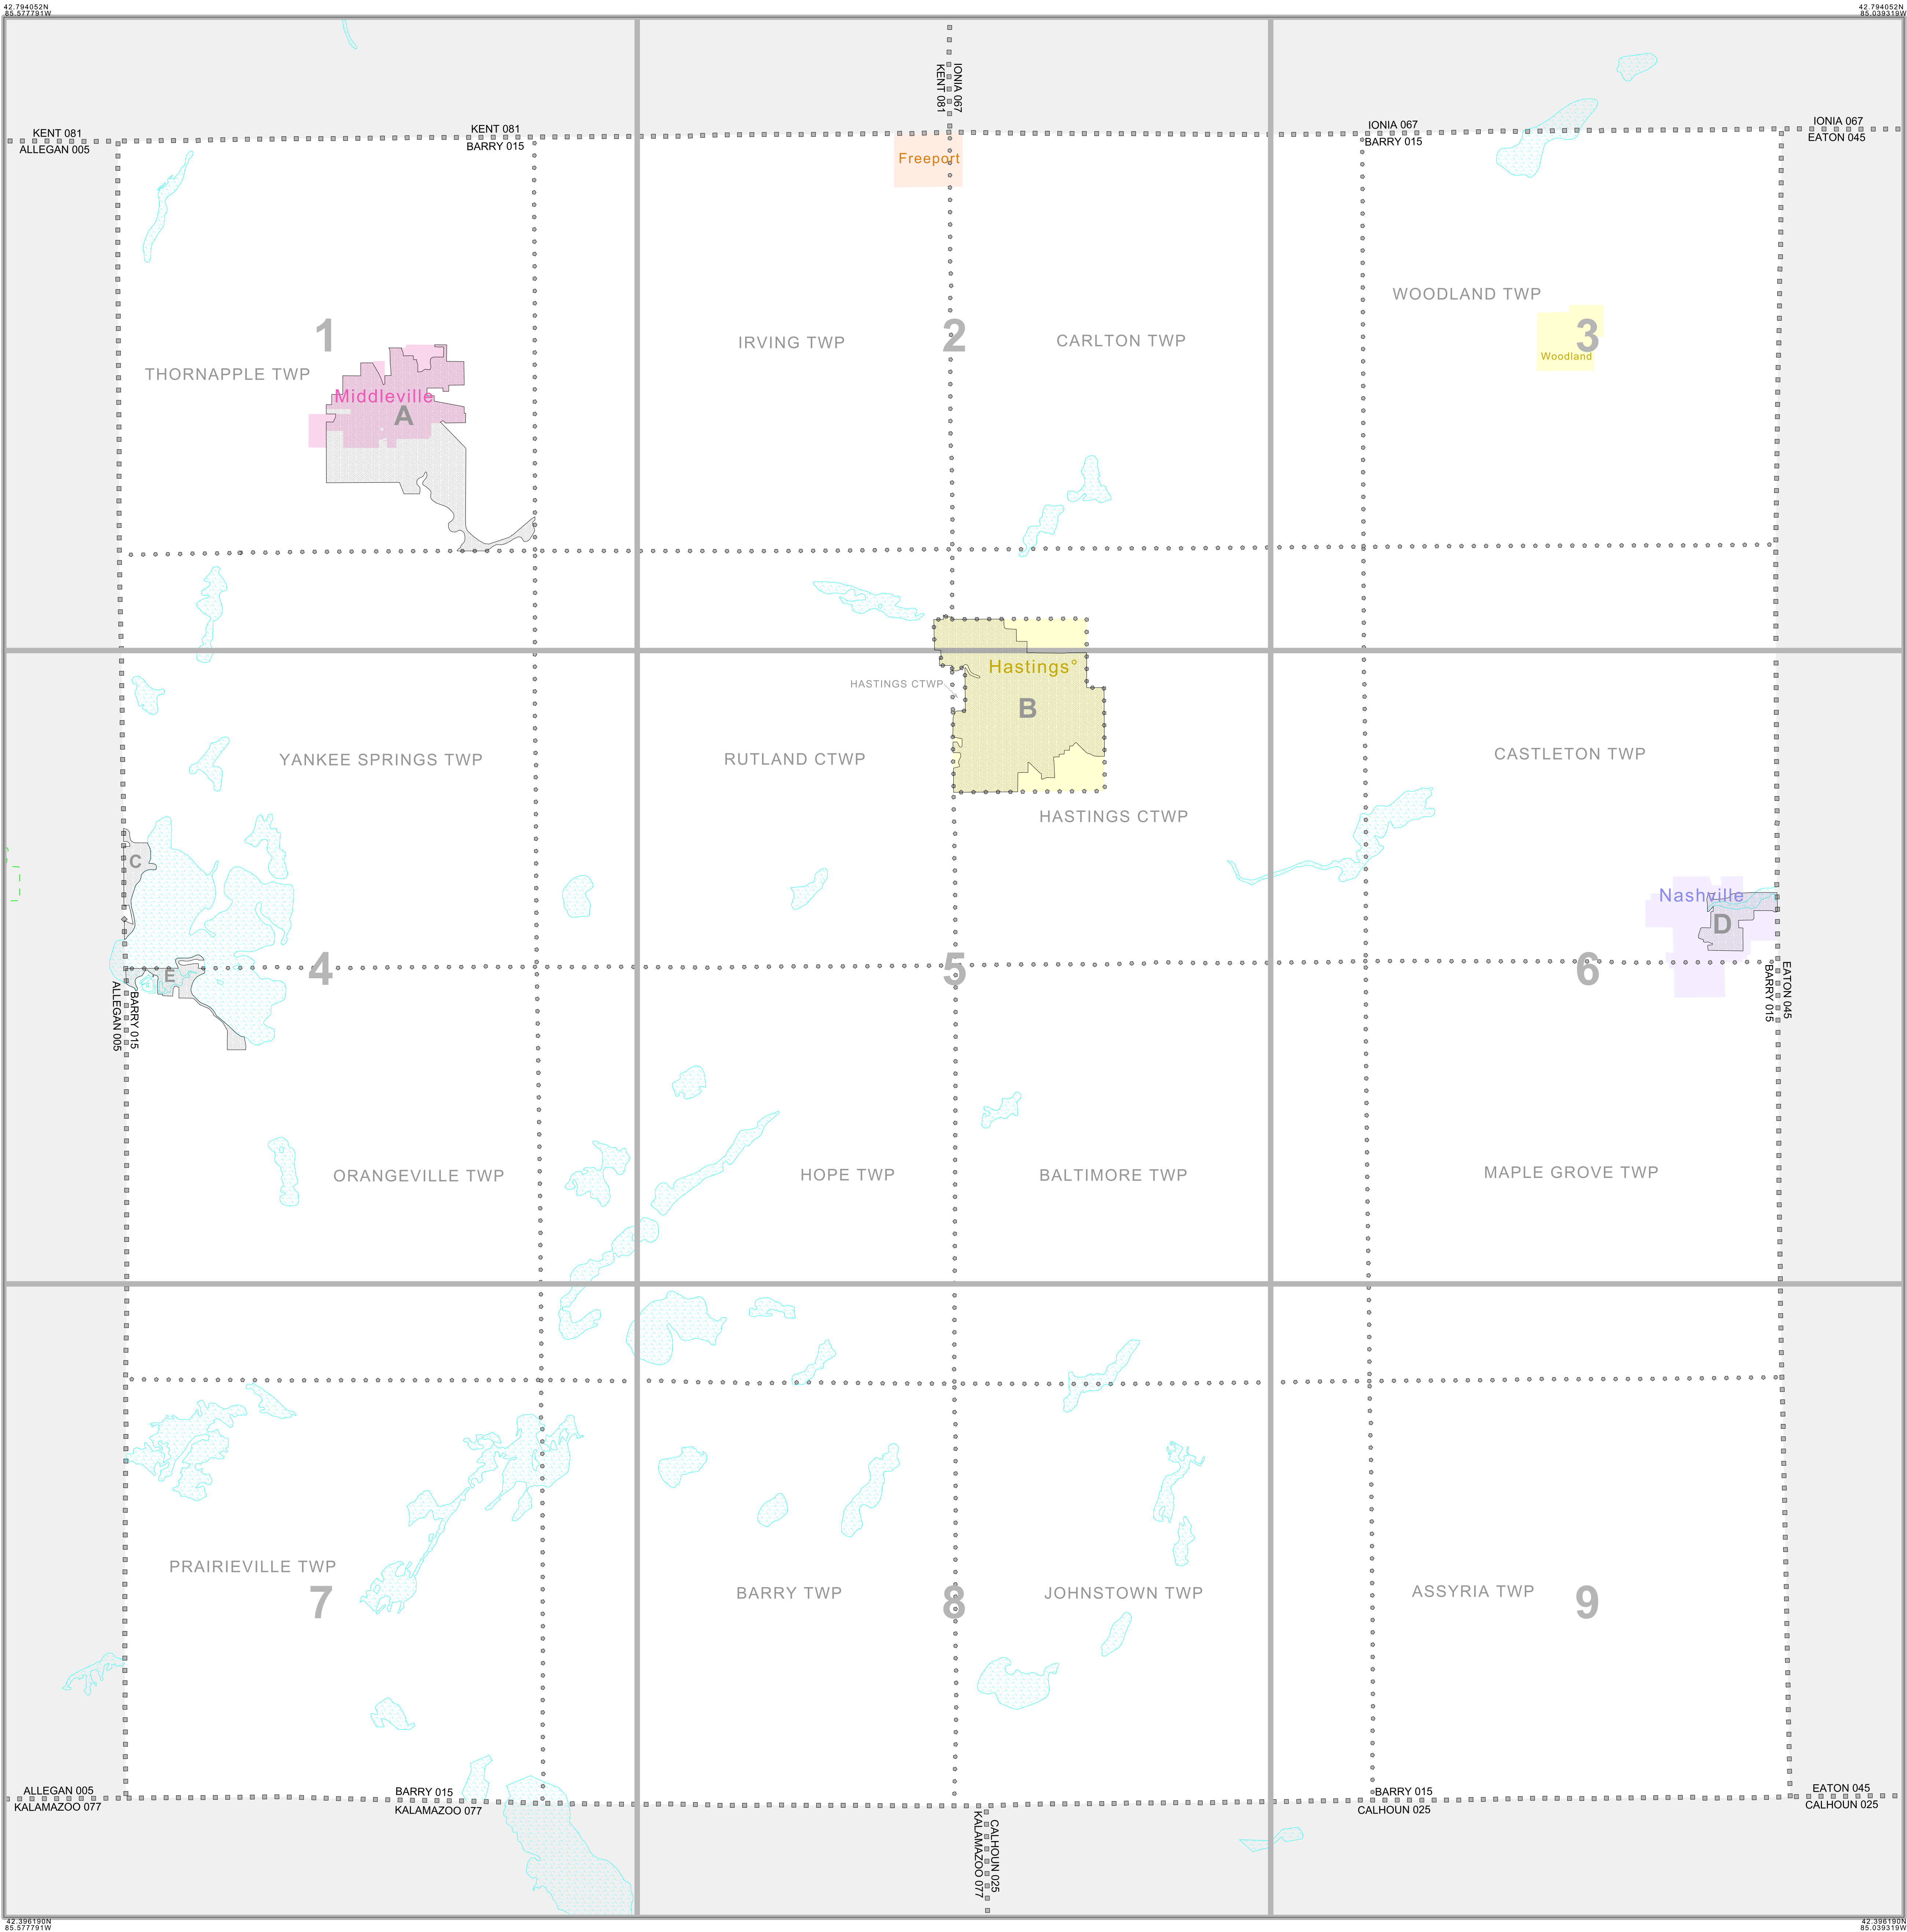 42.794052N
85.577791W
42.794052N
85.039319W
IONIA 067
KENT 081
KENT 081
ALLEGAN 005
KENT 081
BARRY 015
IONIA 067
BARRY 015
IONIA 067
EATON 045
Freeport
WOODLAND TWP
1
2
3
IRVING TWP
CARLTON TWP
Woodland
THORNAPPLE TWP
Middleville
A
Hastings°
HASTINGS CTWP
B
YANKEE SPRINGS TWP
RUTLAND CTWP
CASTLETON TWP
HASTINGS CTWP
C
Nashville
D
E
4
5
6
BARRY 015
ALLEGAN 005
EATON 045
BARRY 015
ORANGEVILLE TWP
HOPE TWP
BALTIMORE TWP
MAPLE GROVE TWP
PRAIRIEVILLE TWP
7
BARRY TWP
8
JOHNSTOWN TWP
ASSYRIA TWP
9
ALLEGAN 005
KALAMAZOO 077
BARRY 015
KALAMAZOO 077
BARRY 015
CALHOUN 025
EATON 045
CALHOUN 025
CALHOUN 025
KALAMAZOO 077
42.396190N
85.577791W
42.396190N
85.039319W